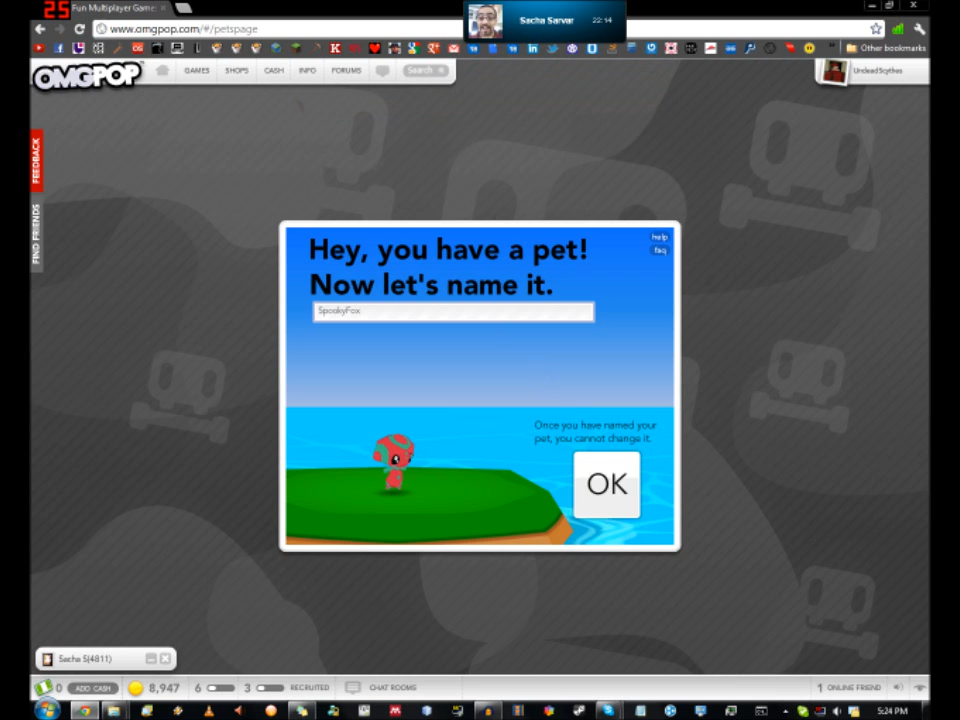 25
Fun Multiplayer Game:
Sacha Sarvar 22:14
www.omgpop.com/#/petspage
Other bookmarks
OMGPOP
GAMES SHOPS CASH INFO FORUMS Search
UndeadScythes
FEEDBACK
FIND FRIENDS
Hey, you have a pet!
Now let's name it.
help
faq
SpookyFox
Once you have named your
pet, you cannot change it.
OK
Sacha S(4811)
0 ADD CASH 8,947 6 3 RECRUITED CHAT ROOMS 1 ONLINE FRIEND
5:24 PM